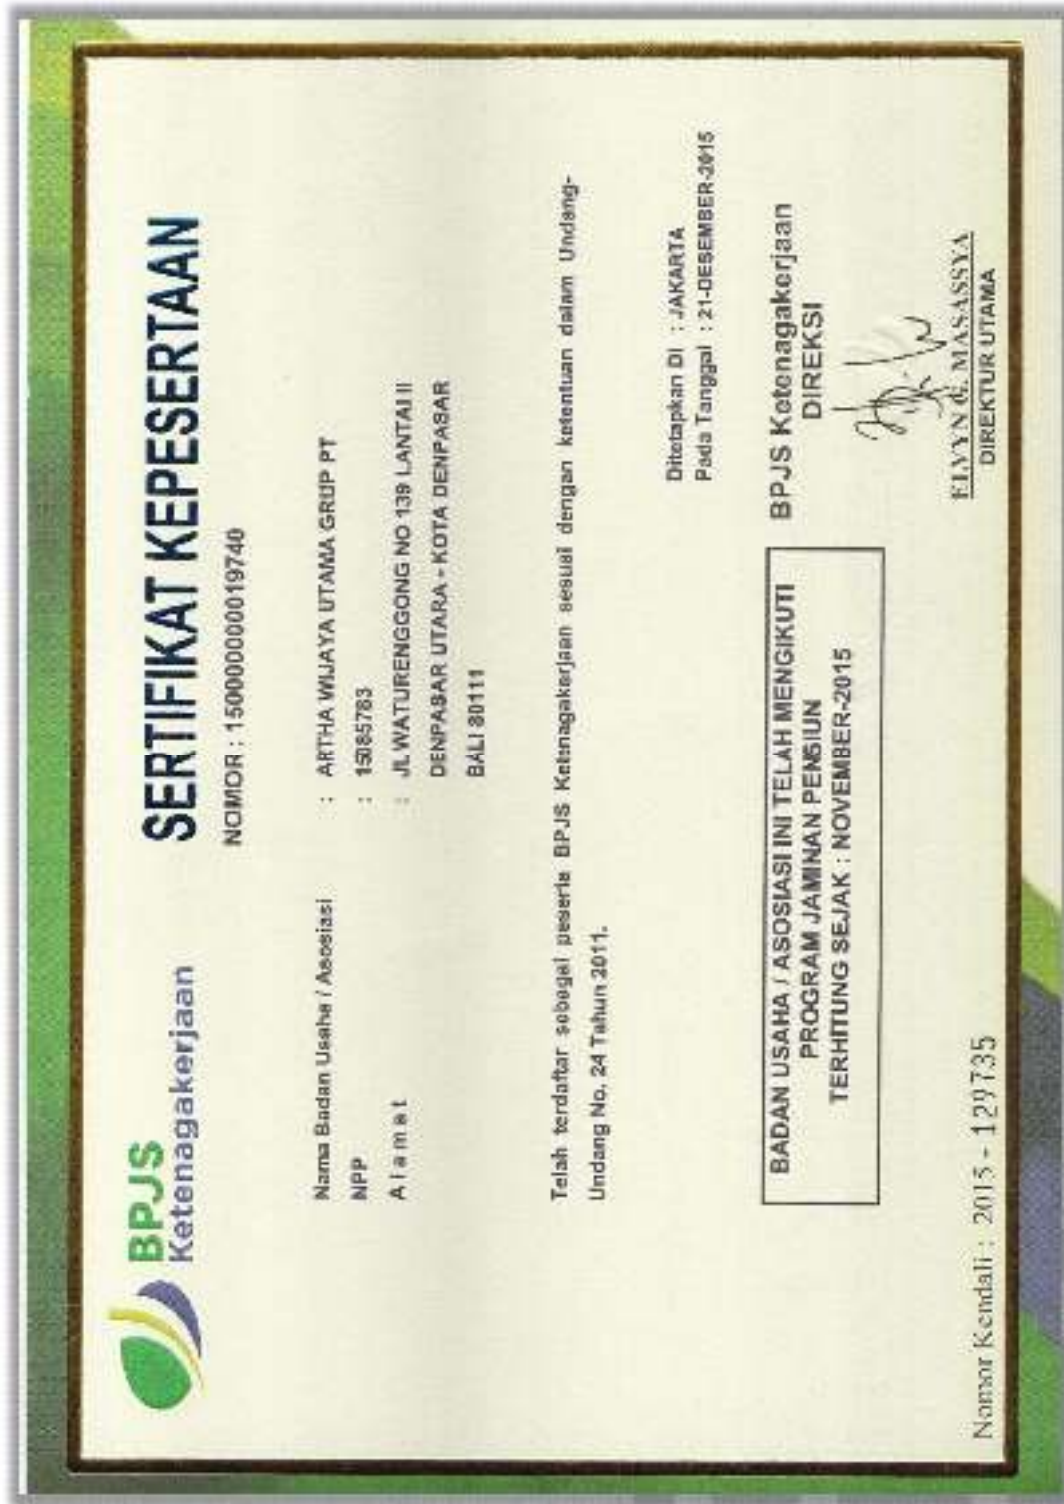 BPJS
Ketenagakerjaan
SERTIFIKAT KEPESERTAAN
NOMOR : 1500000000019740
Nama Badan Usaha / Asosiasi : ARTHA WIJAYA UTAMA GRUP PT
NPP : 15085783
Alamat : JL WATURENGGONG NO 139 LANTAI II
DENPASAR UTARA - KOTA DENPASAR
BALI 80111
Telah terdaftar sebagai peserta BPJS Ketenagakerjaan sesuai dengan ketentuan dalam Undang-
Undang No. 24 Tahun 2011.
Ditetapkan Di : JAKARTA
Pada Tanggal : 21-DESEMBER-2015
BADAN USAHA / ASOSIASI INI TELAH MENGIKUTI
PROGRAM JAMINAN PENSIUN
TERHITUNG SEJAK : NOVEMBER-2015
BPJS Ketenagakerjaan
DIREKSI
ELVYN G. MASASSYA
DIREKTUR UTAMA
Nomor Kendali : 2015 - 129735